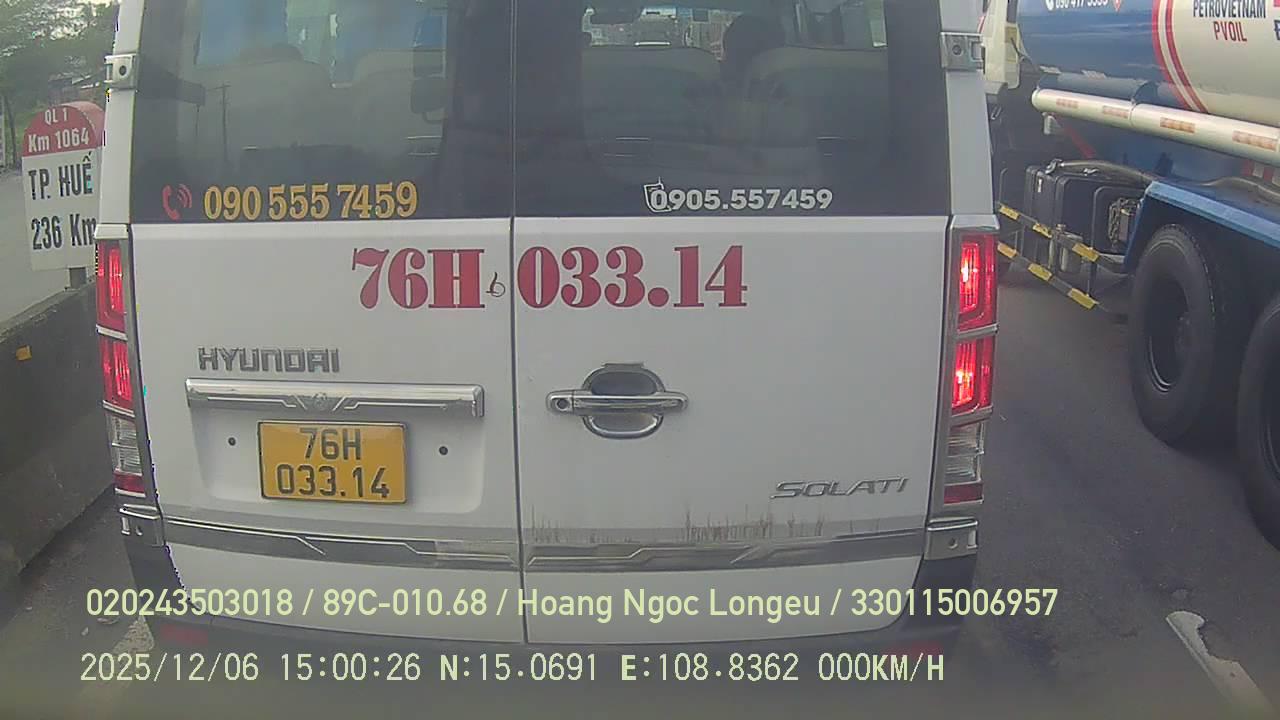 PETROVIETNAM
PVOIL
QL 1
Km 1064
TP. HUẾ
236 Km
090 555 7459
0905.557459
76H 033.14
HYUNDAI
76H
033.14
SOLATI
020243503018 / 89C-010.68 / Hoang Ngoc Longeu / 330115006957
2025/12/06 15:00:26 N:15.0691 E:108.8362 000KM/H